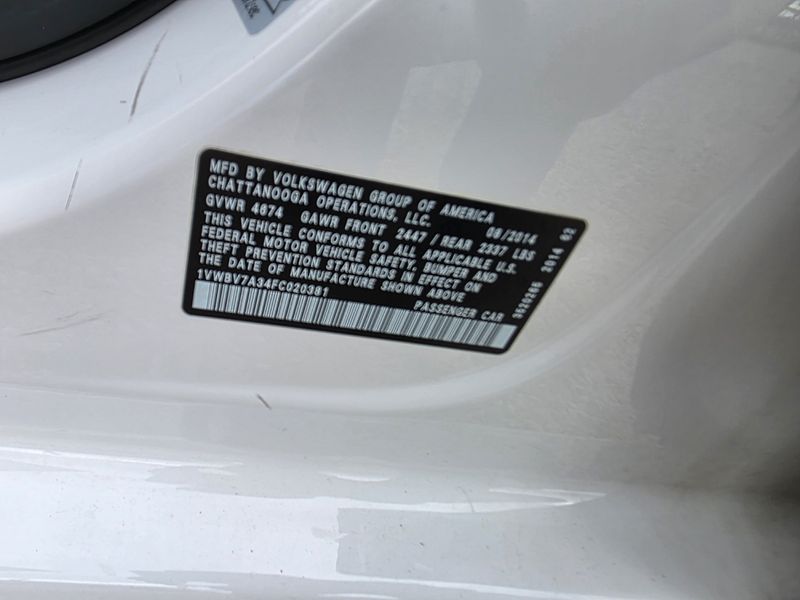 MFD BY VOLKSWAGEN GROUP OF AMERICA
CHATTANOOGA OPERATIONS, LLC. 08/2014
GVWR 4674 GAWR FRONT 2447 / REAR 2337 LBS
THIS VEHICLE CONFORMS TO ALL APPLICABLE U.S.
FEDERAL MOTOR VEHICLE SAFETY, BUMPER AND
THEFT PREVENTION STANDARDS IN EFFECT ON
THE DATE OF MANUFACTURE SHOWN ABOVE
1VWBV7A34FC020381 PASSENGER CAR
2014 62